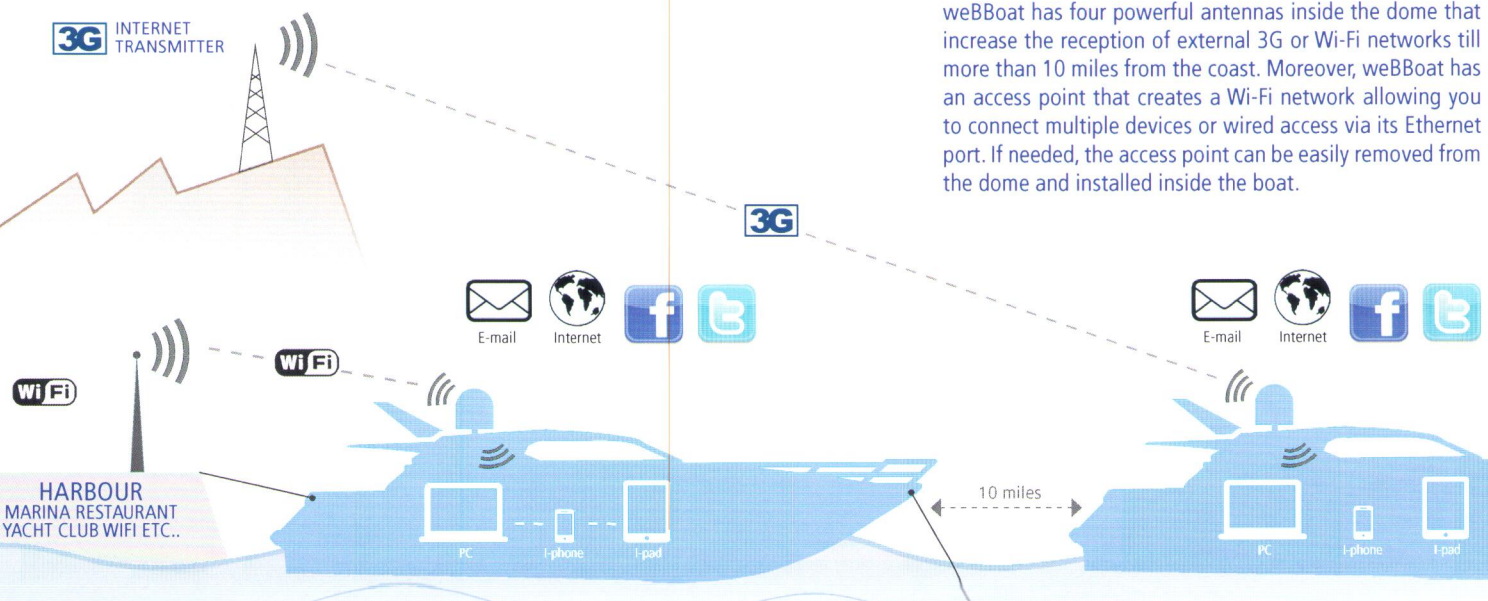 3G INTERNET
TRANSMITTER
weBBoat has four powerful antennas inside the dome that
increase the reception of external 3G or Wi-Fi networks till
more than 10 miles from the coast. Moreover, weBBoat has
an access point that creates a Wi-Fi network allowing you
to connect multiple devices or wired access via its Ethernet
port. If needed, the access point can be easily removed from
the dome and installed inside the boat.
3G
E-mail
Internet
f
t
E-mail
Internet
f
t
Wi Fi
Wi Fi
HARBOUR
MARINA RESTAURANT
YACHT CLUB WIFI ETC..
10 miles
PC
I-phone
I-pad
PC
I-phone
I-pad